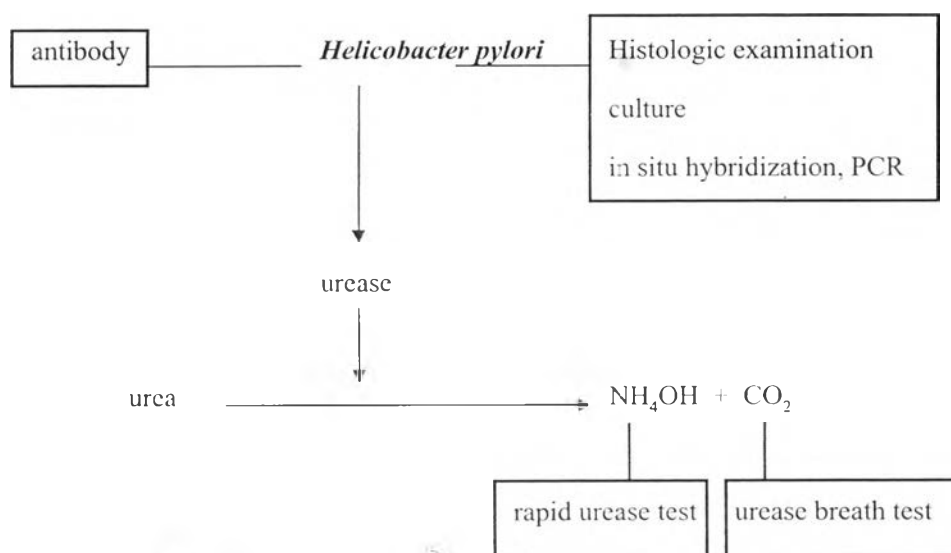 antibody
Helicobacter pylori
Histologic examination
culture
in situ hybridization, PCR
urease
urea
NH₄OH + CO₂
rapid urease test
urease breath test